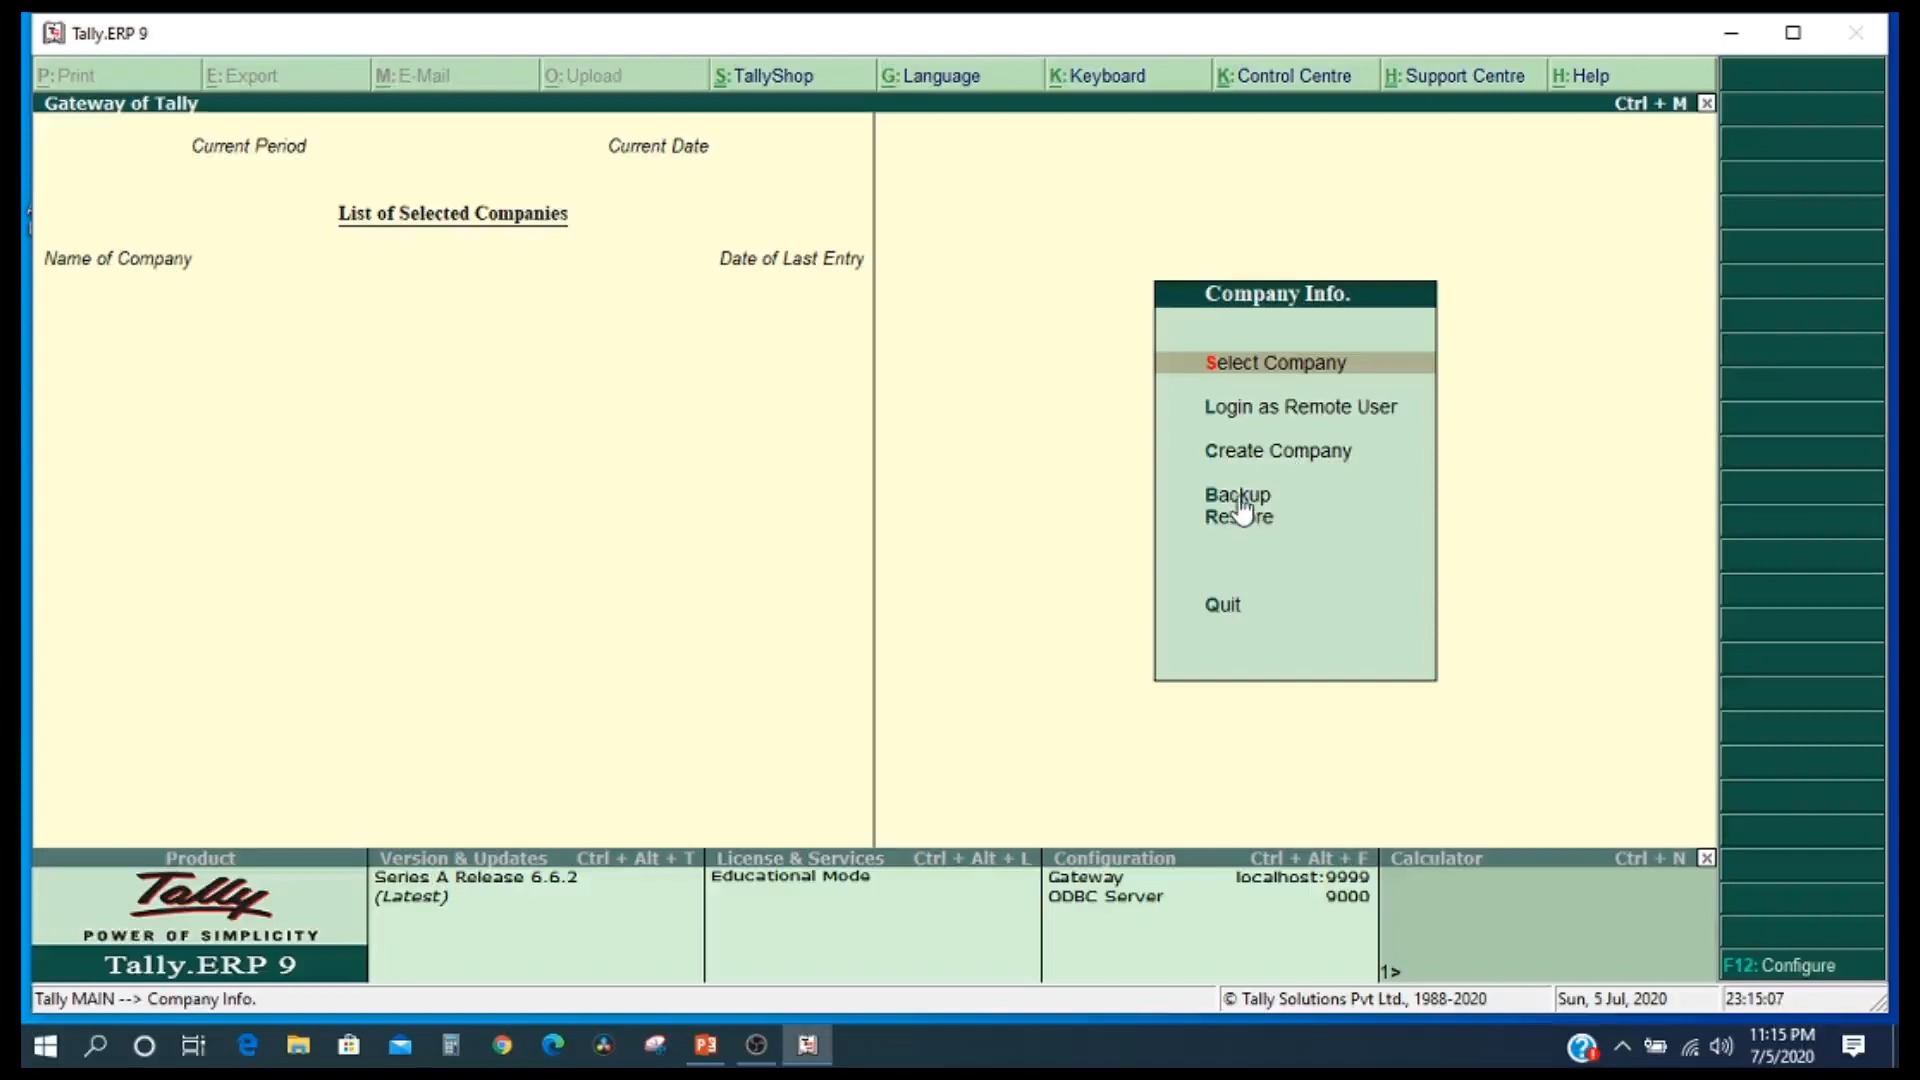 Tally.ERP 9
P: Print E: Export M: E-Mail O: Upload S: TallyShop G: Language K: Keyboard K: Control Centre H: Support Centre H: Help
Gateway of Tally Ctrl + M
Current Period Current Date
List of Selected Companies
Name of Company Date of Last Entry
Company Info.
Select Company
Login as Remote User
Create Company
Backup
Restore
Quit
Product Version & Updates Ctrl + Alt + T License & Services Ctrl + Alt + L Configuration Ctrl + Alt + F Calculator Ctrl + N
Series A Release 6.6.2 Educational Mode Gateway localhost:9999
(Latest) ODBC Server 9000
Tally
POWER OF SIMPLICITY
Tally.ERP 9
1>
F12: Configure
Tally MAIN --> Company Info. © Tally Solutions Pvt Ltd., 1988-2020 Sun, 5 Jul, 2020 23:15:07
11:15 PM
7/5/2020